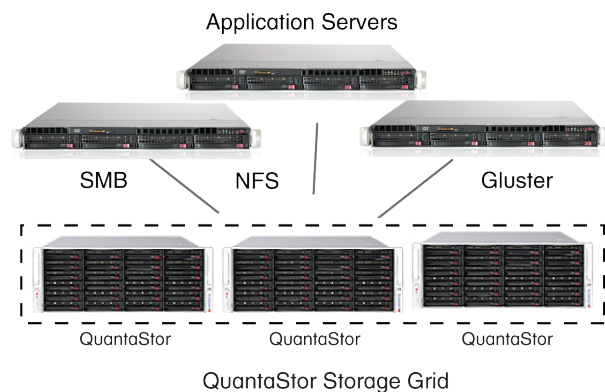 Application Servers
SMB
NFS
Gluster
QuantaStor
QuantaStor
QuantaStor
QuantaStor Storage Grid